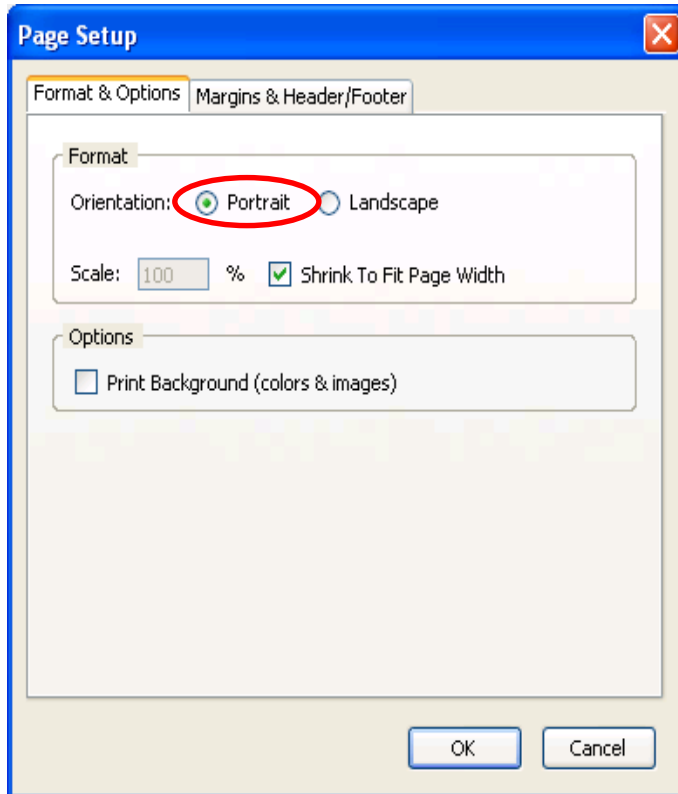 Page Setup
Format & Options Margins & Header/Footer
Format
Orientation: Portrait Landscape
Scale: 100 % Shrink To Fit Page Width
Options
Print Background (colors & images)
OK Cancel